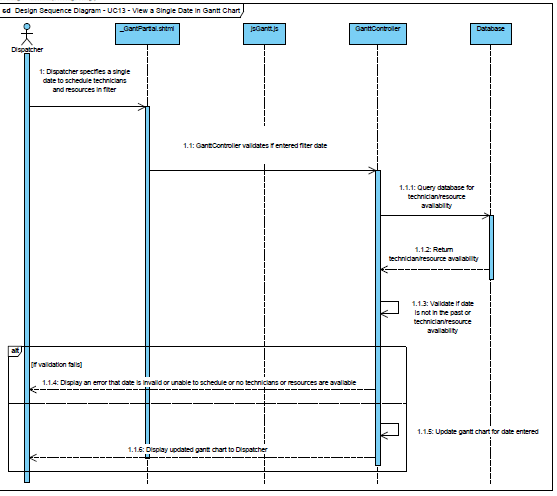 sd Design Sequence Diagram - UC13 - View a Single Date in Gantt Chart
_GantPartial.shtml
jsGantt.js
GanttController
Database
Dispatcher
1: Dispatcher specifies a single
date to schedule technicians
and resources in filter
1.1: GanttController validates if entered filter date
1.1.1: Query database for
technician/resource
availability
1.1.2: Return
technician/resource availability
1.1.3: Validate if date
is not in the past or
technician/resource
availability
alt
[if validation fails]
1.1.4: Display an error that date is invalid or unable to schedule or no technicians or resources are available
1.1.5: Update gantt chart for date entered
1.1.6: Display updated gantt chart to Dispatcher